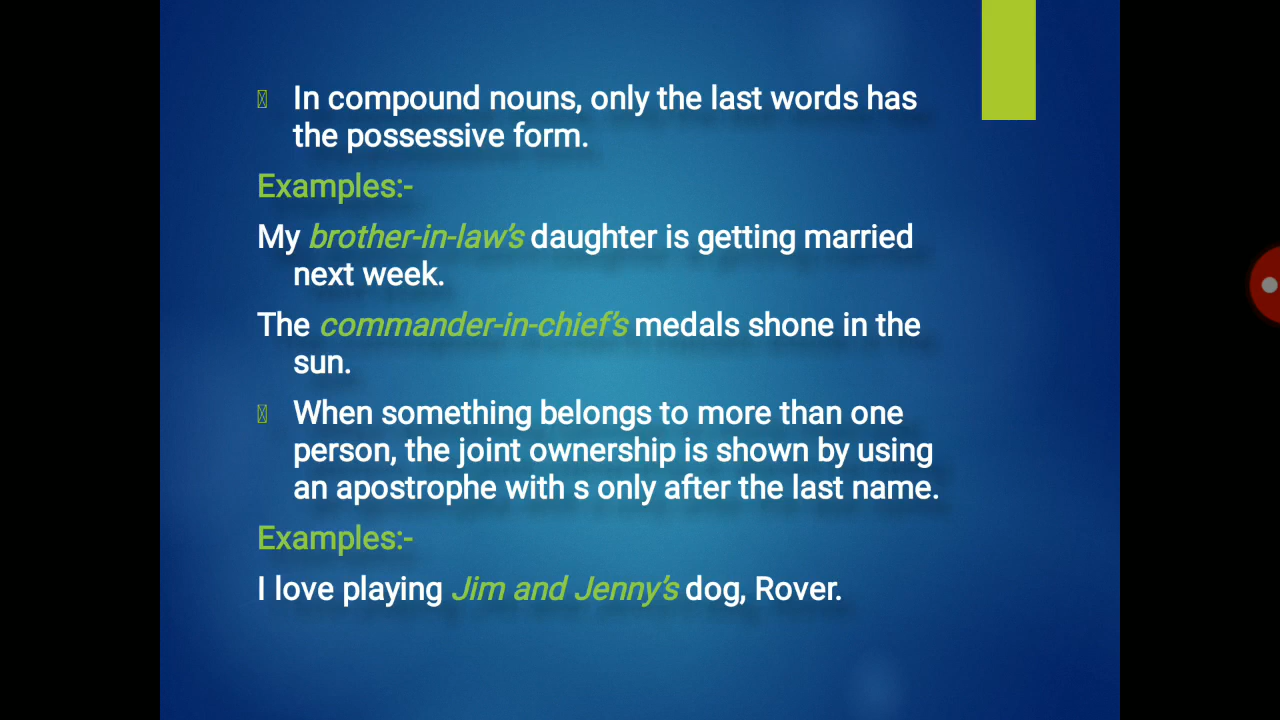 In compound nouns, only the last words has
the possessive form.
Examples:-
My brother-in-law's daughter is getting married
next week.
The commander-in-chief's medals shone in the
sun.
When something belongs to more than one
person, the joint ownership is shown by using
an apostrophe with s only after the last name.
Examples:-
I love playing Jim and Jenny's dog, Rover.